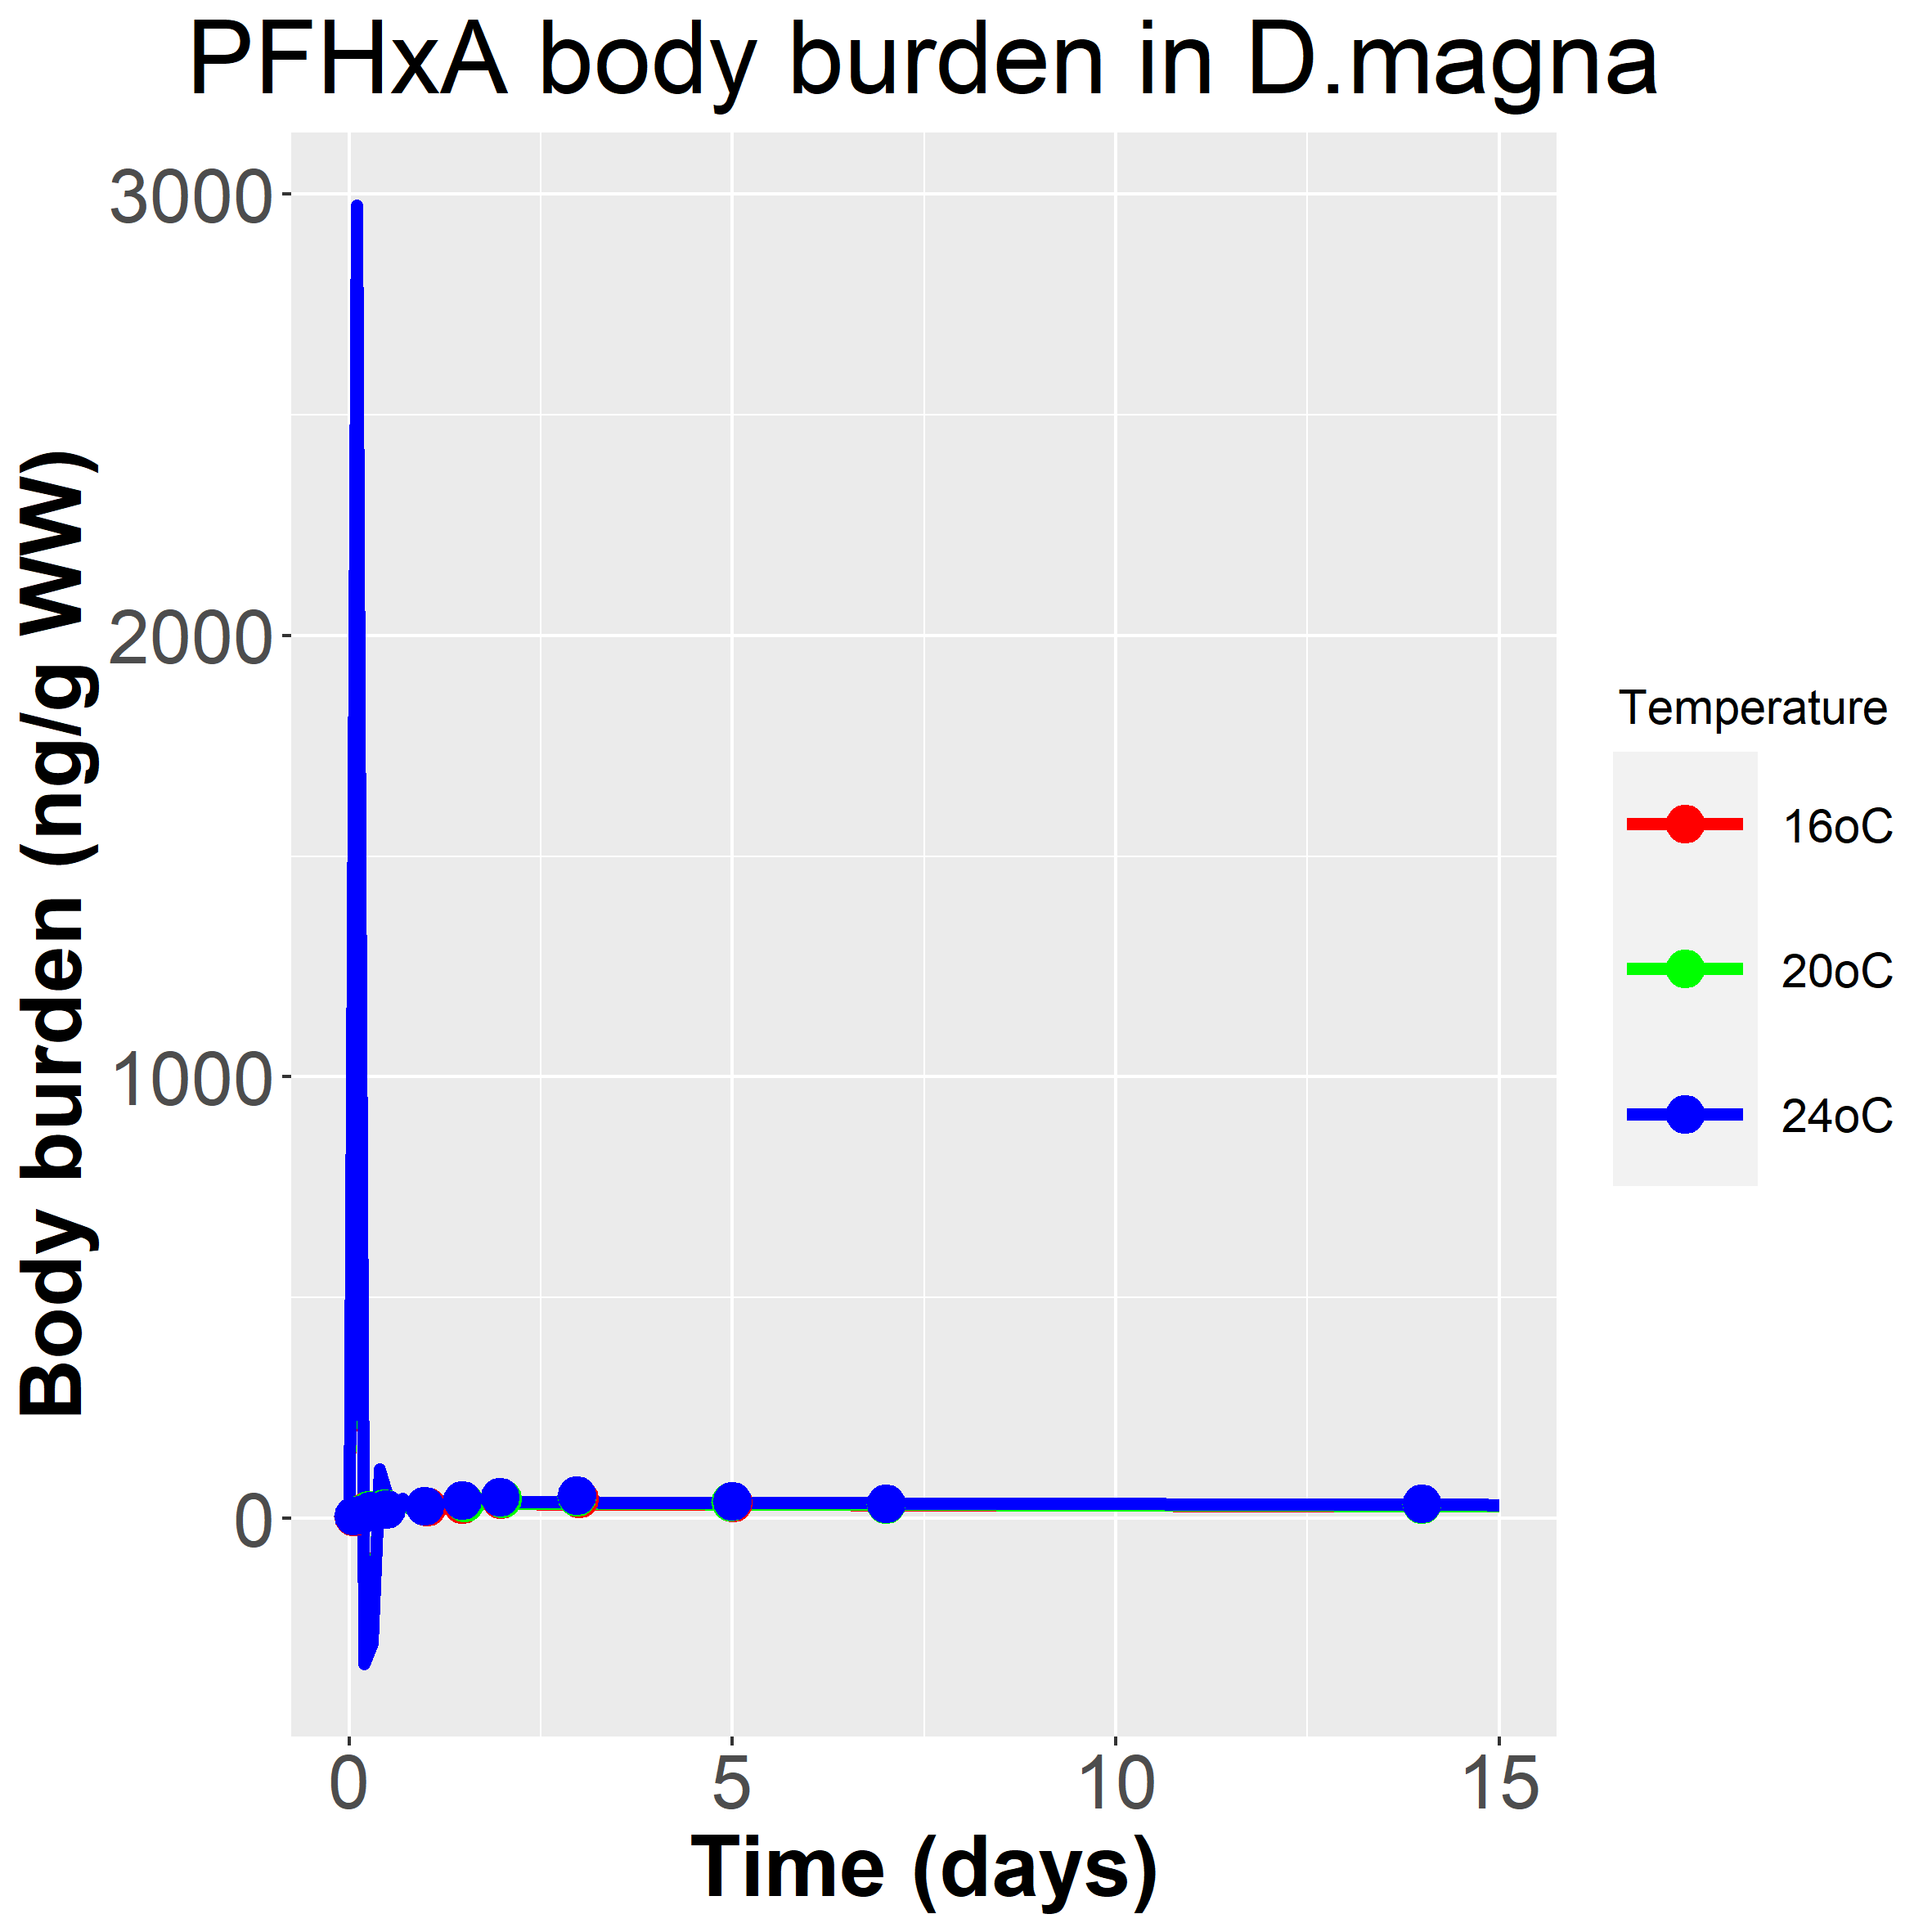 PFHxA body burden in D.magna
Body burden (ng/g WW)
3000
2000
1000
0
0
5
10
15
Time (days)
Temperature
16oC
20oC
24oC